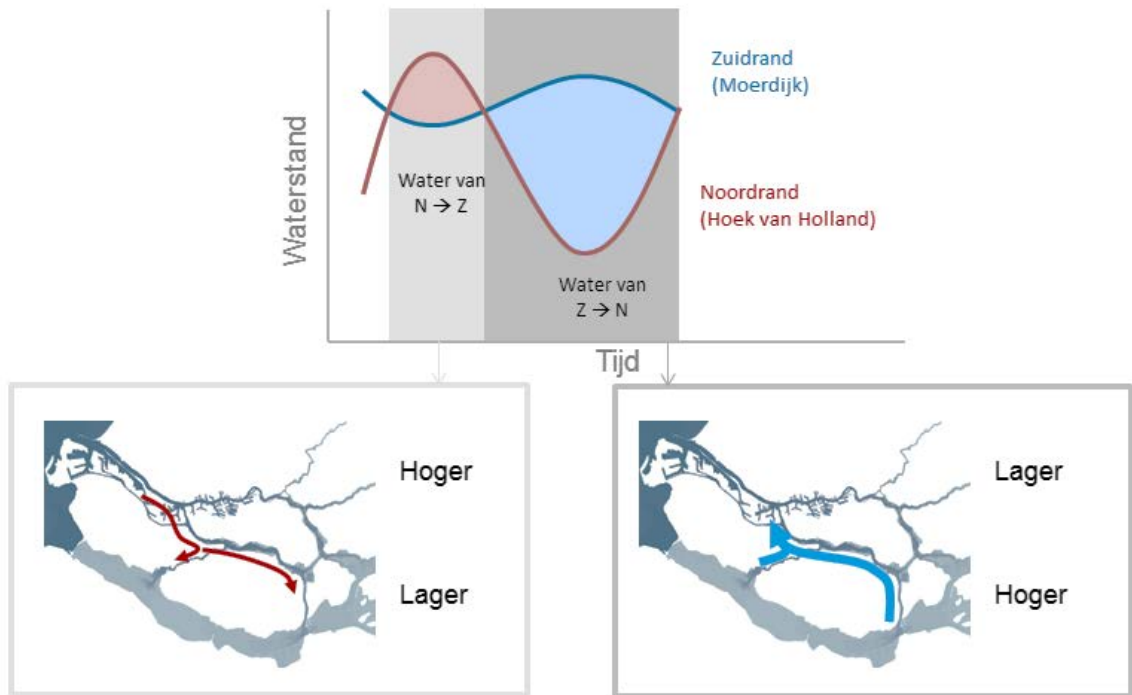 Waterstand
Zuidrand
(Moerdijk)
Water van
N → Z
Noordrand
(Hoek van Holland)
Water van
Z → N
Tijd
Hoger
Lager
Lager
Hoger